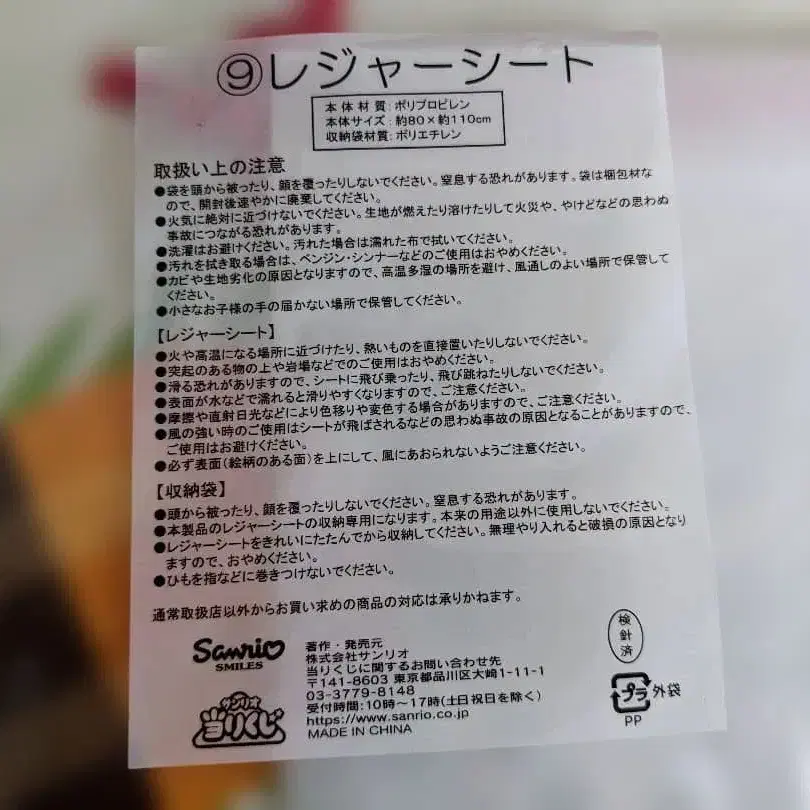 ⑨レジャーシート
本体材質：ポリプロピレン
本体サイズ：約80×約110cm
収納袋材質：ポリエチレン
取扱い上の注意
●袋を頭から被ったり、顔を覆ったりしないでください。窒息する恐れがあります。袋は梱包材な
ので、開封後速やかに廃棄してください。
●火気に絶対に近づけないでください。生地が燃えたり溶けたりして火災や、やけどなどの思わぬ
事故につながる恐れがあります。
●洗濯はお避けください。汚れた場合は濡れた布で拭いてください。
●汚れを拭き取る場合は、ベンジン・シンナーなどのご使用はおやめください。
●カビや生地劣化の原因となりますので、高温多湿の場所を避け、風通しのよい場所で保管して
ください。
●小さなお子様の手の届かない場所で保管してください。
【レジャーシート】
●火や高温になる場所に近づけたり、熱いものを直接置いたりしないでください。
●突起のある物の上や岩場などでのご使用はおやめください。
●滑る恐れがありますので、シートに飛び乗ったり、飛び跳ねたりしないでください。
●表面が水などで濡れると滑りやすくなりますので、ご注意ください。
●摩擦や直射日光などにより色移りや変色する場合がありますので、ご注意ください。
●風の強い時のご使用はシートが飛ばされるなどの思わぬ事故の原因となることがありますので、
ご使用はお避けください。
●必ず表面（絵柄のある面）を上にして、風にあおられないようご注意ください。
【収納袋】
●頭から被ったり、顔を覆ったりしないでください。窒息する恐れがあります。
●本製品のレジャーシートの収納専用になります。本来の用途以外に使用しないでください。
●レジャーシートをきれいにたたんでから収納してください。無理やり入れると破損の原因となり
ますので、おやめください。
●ひもを指などに巻きつけないでください。
通常取扱店以外からお買い求めの商品の対応は承りかねます。
Sanrio
SMILES
サンリオ
当りくじ
著作・発売元
株式会社サンリオ
当りくじに関するお問い合わせ先
〒141-8603 東京都品川区大崎1-11-1
03-3779-8148
受付時間：10時～17時(土日祝日を除く)
https://www.sanrio.co.jp
MADE IN CHINA
検針済
プラ 外袋
PP